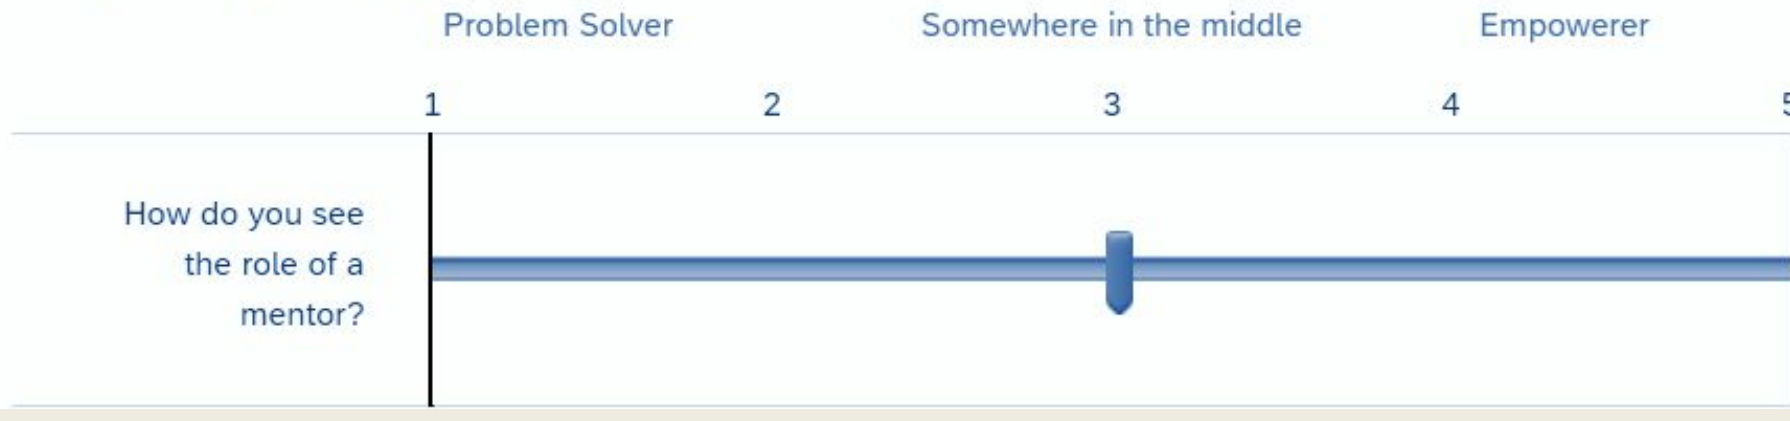 Problem Solver Somewhere in the middle Empowerer
1 2 3 4 5
How do you see
the role of a
mentor?